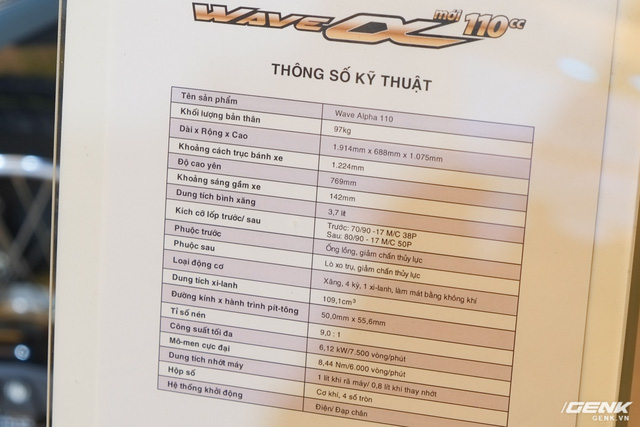 WAVE α mới 110cc
THÔNG SỐ KỸ THUẬT
Tên sản phẩm Wave Alpha 110
Khối lượng bản thân 97kg
Dài x Rộng x Cao 1.914mm x 688mm x 1.075mm
Khoảng cách trục bánh xe 1.224mm
Độ cao yên 769mm
Khoảng sáng gầm xe 142mm
Dung tích bình xăng 3,7 lít
Kích cỡ lốp trước/ sau Trước: 70/90 -17 M/C 38P
Sau: 80/90 - 17 M/C 50P
Phuộc trước Ống lồng, giảm chấn thủy lực
Phuộc sau Lò xo trụ, giảm chấn thủy lực
Loại động cơ Xăng, 4 kỳ, 1 xi-lanh, làm mát bằng không khí
Dung tích xi-lanh 109,1cm³
Đường kính x hành trình pít-tông 50,0mm x 55,6mm
Tỉ số nén 9,0 : 1
Công suất tối đa 6,12 kW/7.500 vòng/phút
Mô-men cực đại 8,44 Nm/6.000 vòng/phút
Dung tích nhớt máy 1 lít khi rã máy/ 0,8 lít khi thay nhớt
Hộp số Cơ khí, 4 số tròn
Hệ thống khởi động Điện/ Đạp chân
GENK
GENK.VN